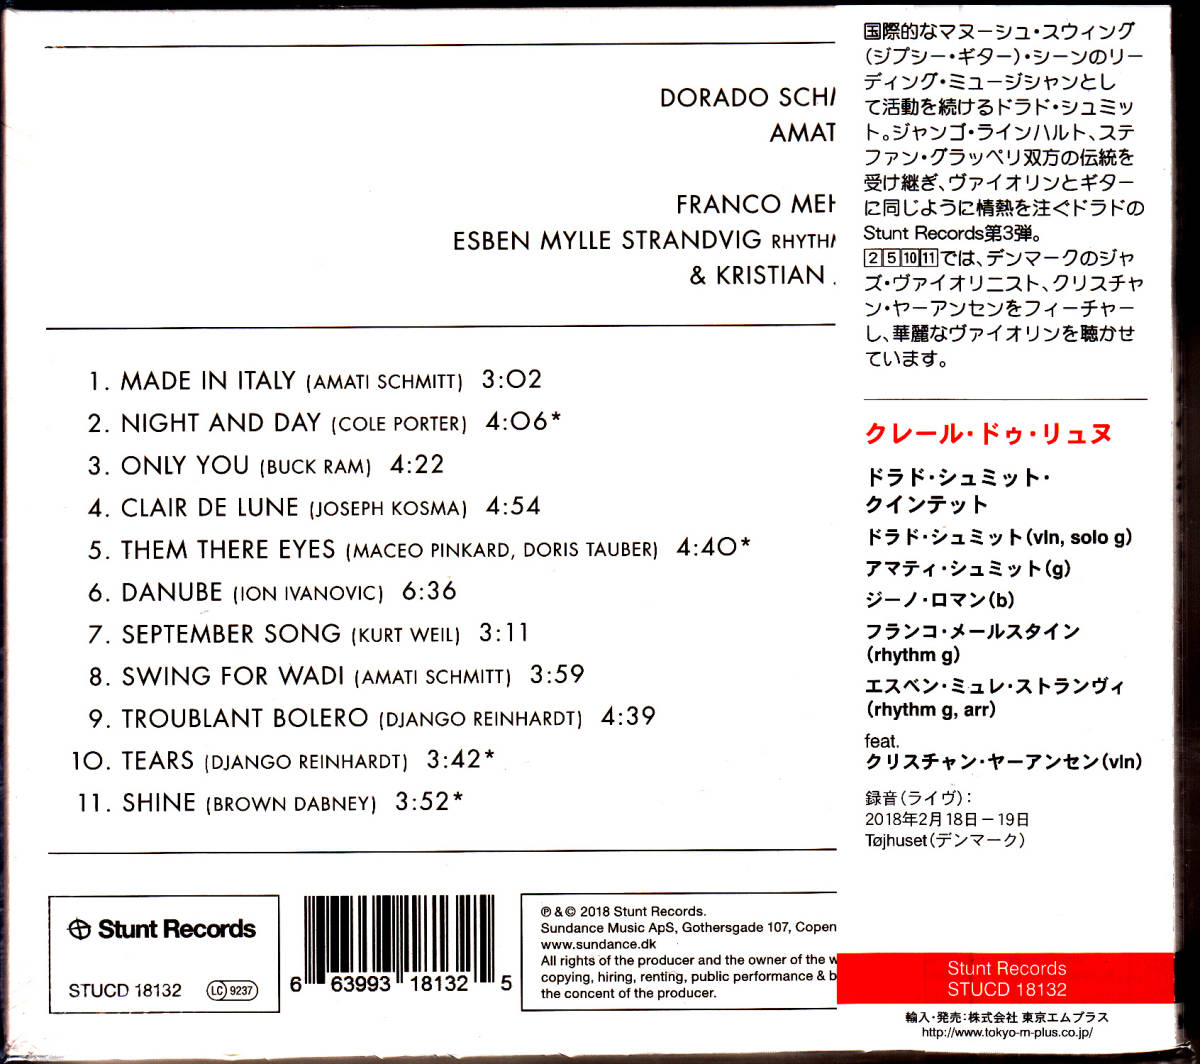 DORADO SCHM
AMAT
FRANCO MEH
ESBEN MYLLE STRANDVIG RHYTHM
& KRISTIAN
1. MADE IN ITALY (AMATI SCHMITT) 3:02
2. NIGHT AND DAY (COLE PORTER) 4:06*
3. ONLY YOU (BUCK RAM) 4:22
4. CLAIR DE LUNE (JOSEPH KOSMA) 4:54
5. THEM THERE EYES (MACEO PINKARD, DORIS TAUBER) 4:40*
6. DANUBE (ION IVANOVIC) 6:36
7. SEPTEMBER SONG (KURT WEIL) 3:11
8. SWING FOR WADI (AMATI SCHMITT) 3:59
9. TROUBLANT BOLERO (DJANGO REINHARDT) 4:39
10. TEARS (DJANGO REINHARDT) 3:42*
11. SHINE (BROWN DABNEY) 3:52*
Stunt Records
STUCD 18132 LC 9237
6 63993 18132 5
℗ & © 2018 Stunt Records.
Sundance Music ApS, Gothersgade 107, Copen
www.sundance.dk
All rights of the producer and the owner of the w
copying, hiring, renting, public performance & b
the concent of the producer.
国際的なマヌーシュ・スウィング
(ジプシー・ギター)・シーンのリー
ディング・ミュージシャンとし
て活動を続けるドラド・シュミッ
ト。ジャンゴ・ラインハルト、ステ
ファン・グラッペリ双方の伝統を
受け継ぎ、ヴァイオリンとギター
に同じように情熱を注ぐドラドの
Stunt Records第3弾。
2 5 10 11では、デンマークのジャ
ズ・ヴァイオリニスト、クリスチャ
ン・ヤーアンセンをフィーチャー
し、華麗なヴァイオリンを聴かせ
ています。
クレール・ドゥ・リュヌ
ドラド・シュミット・
クインテット
ドラド・シュミット(vln, solo g)
アマティ・シュミット(g)
ジーノ・ロマン(b)
フランコ・メールスタイン
(rhythm g)
エスベン・ミュレ・ストランヴィ
(rhythm g, arr)
feat.
クリスチャン・ヤーアンセン(vln)
録音(ライヴ):
2018年2月18日-19日
Tøjhuset(デンマーク)
Stunt Records
STUCD 18132
輸入・発売:株式会社 東京エムプラス
http://www.tokyo-m-plus.co.jp/